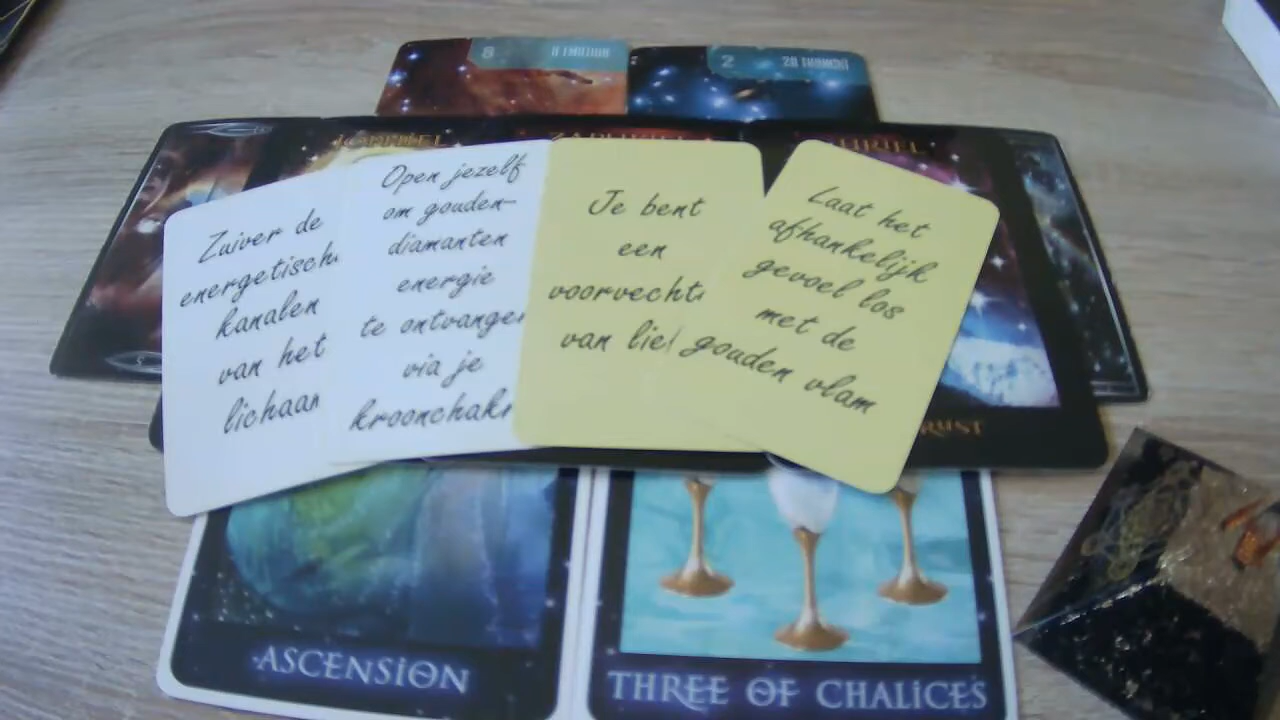 8
2
Zuiver de
energetisch
kanalen
van het
lichaam
Open jezelf
om gouden-
diamanten
energie
te ontvangen
via je
kroonchakr
Je bent
een
voorvecht
van lie
Laat het
afhankelijk
gevoel los
met de
gouden vlam
RUST
ASCENSION
THREE OF CHALICES